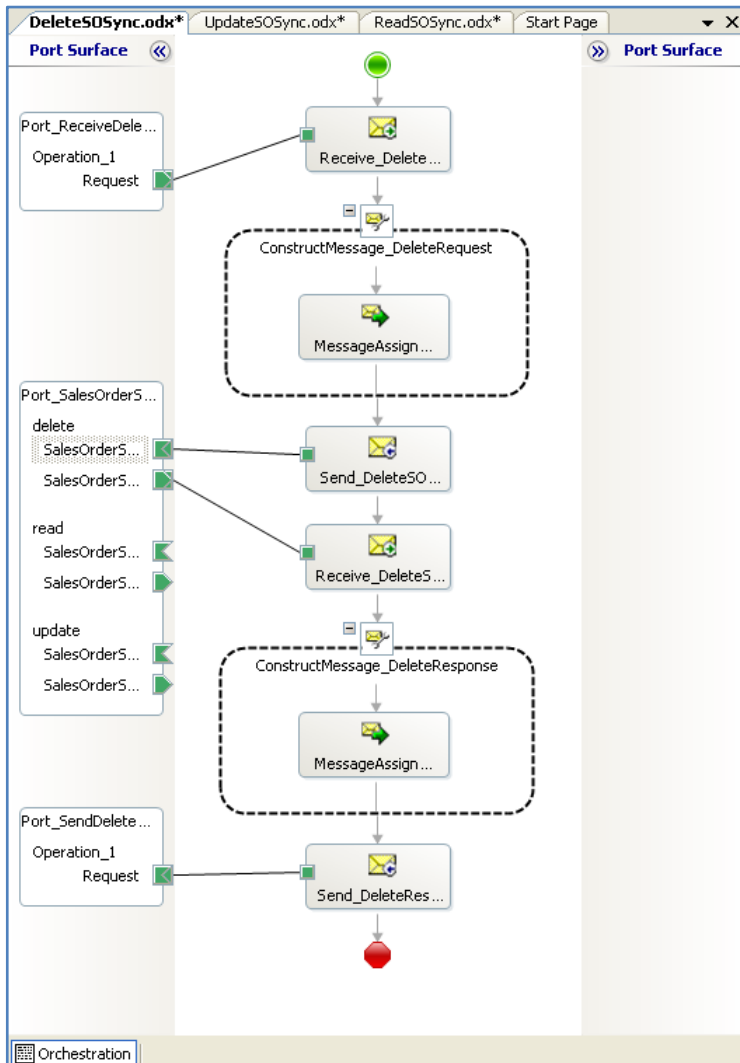 DeleteSOSync.odx* UpdateSOSync.odx* ReadSOSync.odx* Start Page
Port Surface
Port Surface
Port_ReceiveDele...
Operation_1
Request
Receive_Delete...
ConstructMessage_DeleteRequest
MessageAssign...
Port_SalesOrderS...
delete
SalesOrderS...
SalesOrderS...
read
SalesOrderS...
SalesOrderS...
update
SalesOrderS...
SalesOrderS...
Send_DeleteSO...
Receive_DeleteS...
ConstructMessage_DeleteResponse
MessageAssign...
Port_SendDelete...
Operation_1
Request
Send_DeleteRes...
Orchestration